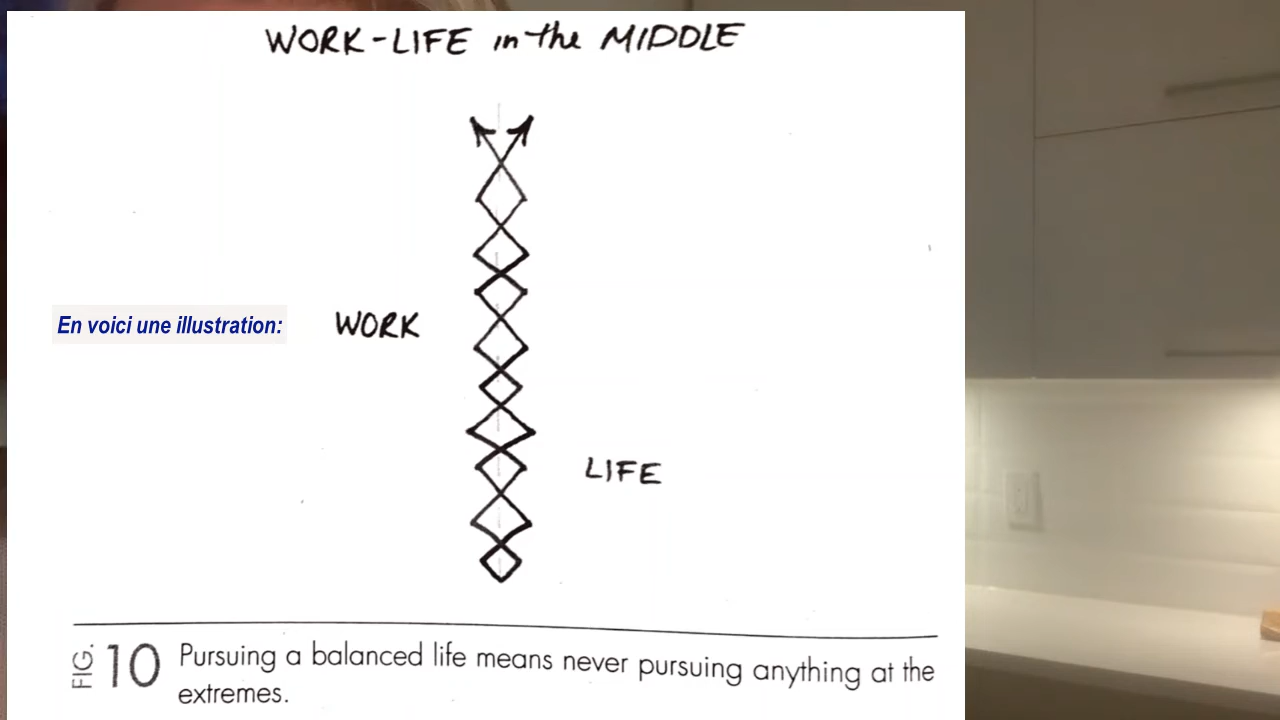 WORK-LIFE in the MIDDLE
En voici une illustration:
WORK
LIFE
FIG. 10 Pursuing a balanced life means never pursuing anything at the
extremes.